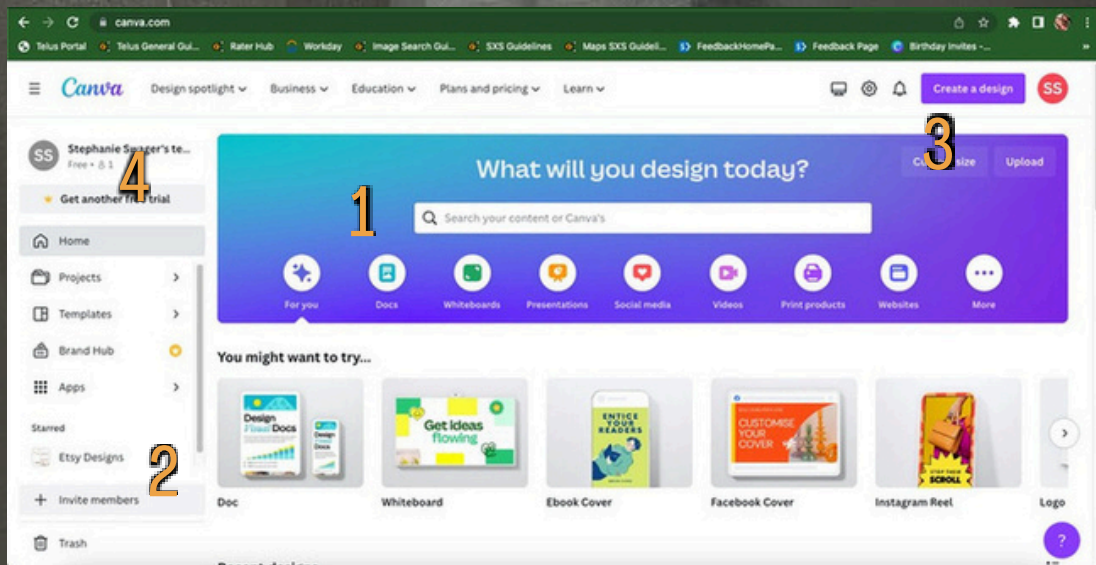 canva.com
Telus Portal Telus General Gui... Rater Hub Workday Image Search Gui... SXS Guidelines Maps SXS Guideli... FeedbackHomePa... Feedback Page Birthday Invites -...
Canva Design spotlight Business Education Plans and pricing Learn Create a design SS
3
SS Stephanie Swager's te...
Free • 1
4
Get another free trial
What will you design today?
size Upload
1
Search your content or Canva's
For you Docs Whiteboards Presentations Social media Videos Print products Websites More
Home
Projects
Templates
Brand Hub
Apps
Starred
Etsy Designs
2
Invite members
Trash
You might want to try...
Design Visual Docs
Design
Docs
Get ideas flowing
ENTICE YOUR READERS
CUSTOMISE YOUR COVER
STOP THEIR SCROLL
Doc Whiteboard Ebook Cover Facebook Cover Instagram Reel Logo
?